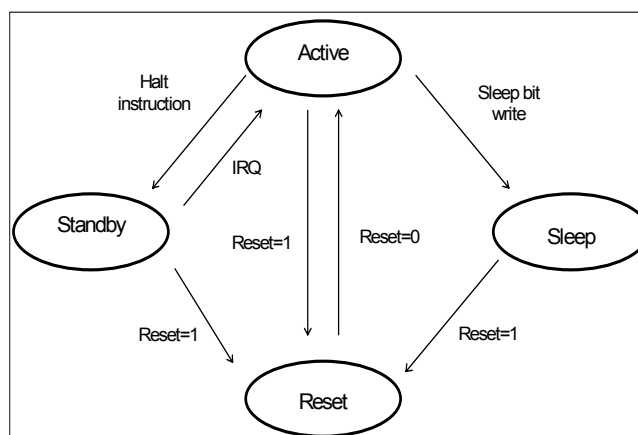 Active
Halt
instruction
Sleep bit
write
IRQ
Standby
Sleep
Reset=1
Reset=0
Reset=1
Reset=1
Reset